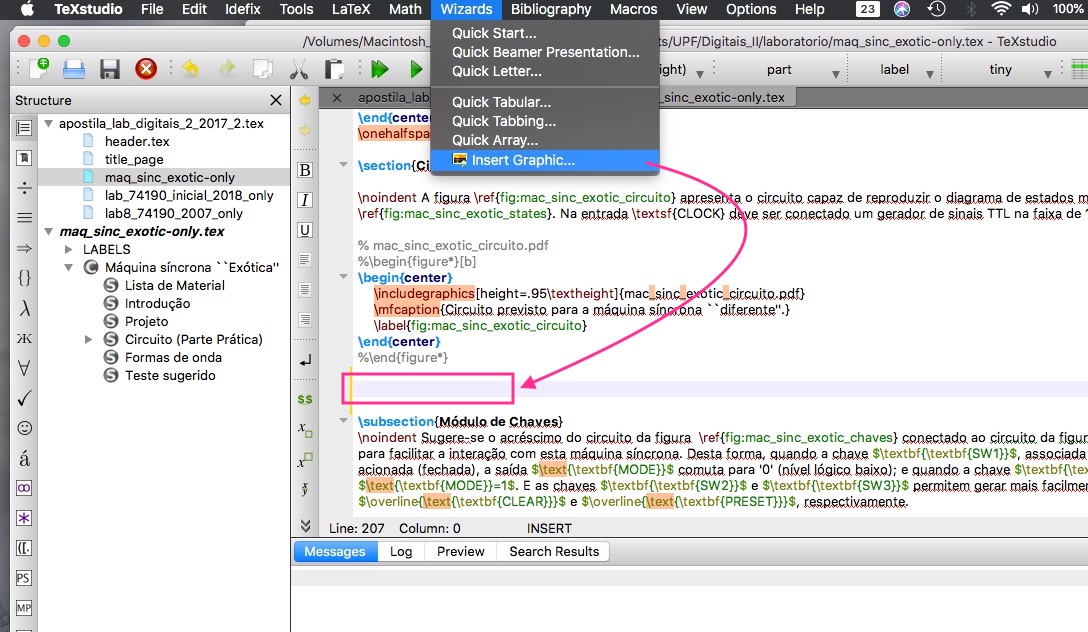 TeXstudio File Edit Idefix Tools LaTeX Math Wizards Bibliography Macros View Options Help 23 100%
/Volumes/Macintosh_
ts/UPF/Digitais_II/laboratorio/maq_sinc_exotic-only.tex - TeXstudio
Quick Start...
Quick Beamer Presentation...
Quick Letter...
Quick Tabular...
Quick Tabbing...
Quick Array...
Insert Graphic...
ight) part label tiny
Structure
apostila_lab
_sinc_exotic-only.tex
apostila_lab_digitais_2_2017_2.tex
header.tex
title_page
maq_sinc_exotic-only
lab_74190_inicial_2018_only
lab8_74190_2007_only
maq_sinc_exotic-only.tex
LABELS
Máquina síncrona ``Exótica''
Lista de Material
Introdução
Projeto
Circuito (Parte Prática)
Formas de onda
Teste sugerido
\end{center
\onehalfspa
\section{Ci
\noindent A figura \ref{fig:mac_sinc_exotic_circuito} apresenta o circuito capaz de reproduzir o diagrama de estados m
\ref{fig:mac_sinc_exotic_states}. Na entrada \textsf{CLOCK} deve ser conectado um gerador de sinais TTL na faixa de
% mac_sinc_exotic_circuito.pdf
%\begin{figure*}[b]
\begin{center}
\includegraphics[height=.95\textheight]{mac_sinc_exotic_circuito.pdf}
\mfcaption{Circuito previsto para a máquina síncrona ``diferente''.}
\label{fig:mac_sinc_exotic_circuito}
\end{center}
%\end{figure*}
\subsection{Módulo de Chaves}
\noindent Sugere-se o acréscimo do circuito da figura \ref{fig:mac_sinc_exotic_chaves} conectado ao circuito da figur
para facilitar a interação com esta máquina síncrona. Desta forma, quando a chave $\textbf{\textbf{SW1}}$, associada
acionada (fechada), a saída $\text{\textbf{MODE}}$ comuta para '0' (nível lógico baixo); e quando a chave $\textbf{\te
$\text{\textbf{MODE}}=1$. E as chaves $\textbf{\textbf{SW2}}$ e $\textbf{\textbf{SW3}}$ permitem gerar mais facilmen
$\overline{\text{\textbf{CLEAR}}}$ e $\overline{\text{\textbf{PRESET}}}$, respectivamente.
Line: 207 Column: 0 INSERT
Messages Log Preview Search Results